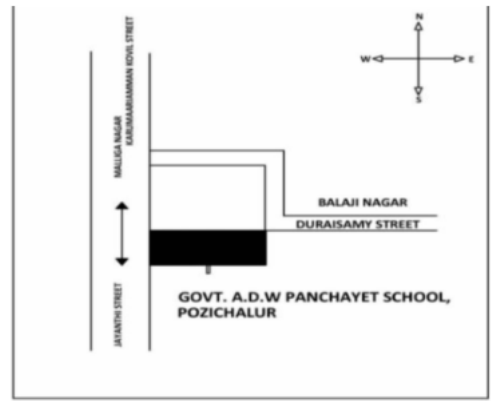 N
W
E
S
KARUMAARIAMMAN KOVIL STREET
MALLIGA NAGAR
BALAJI NAGAR
DURAISAMY STREET
GOVT. A.D.W PANCHAYET SCHOOL,
POZICHALUR
JAYANTHI STREET